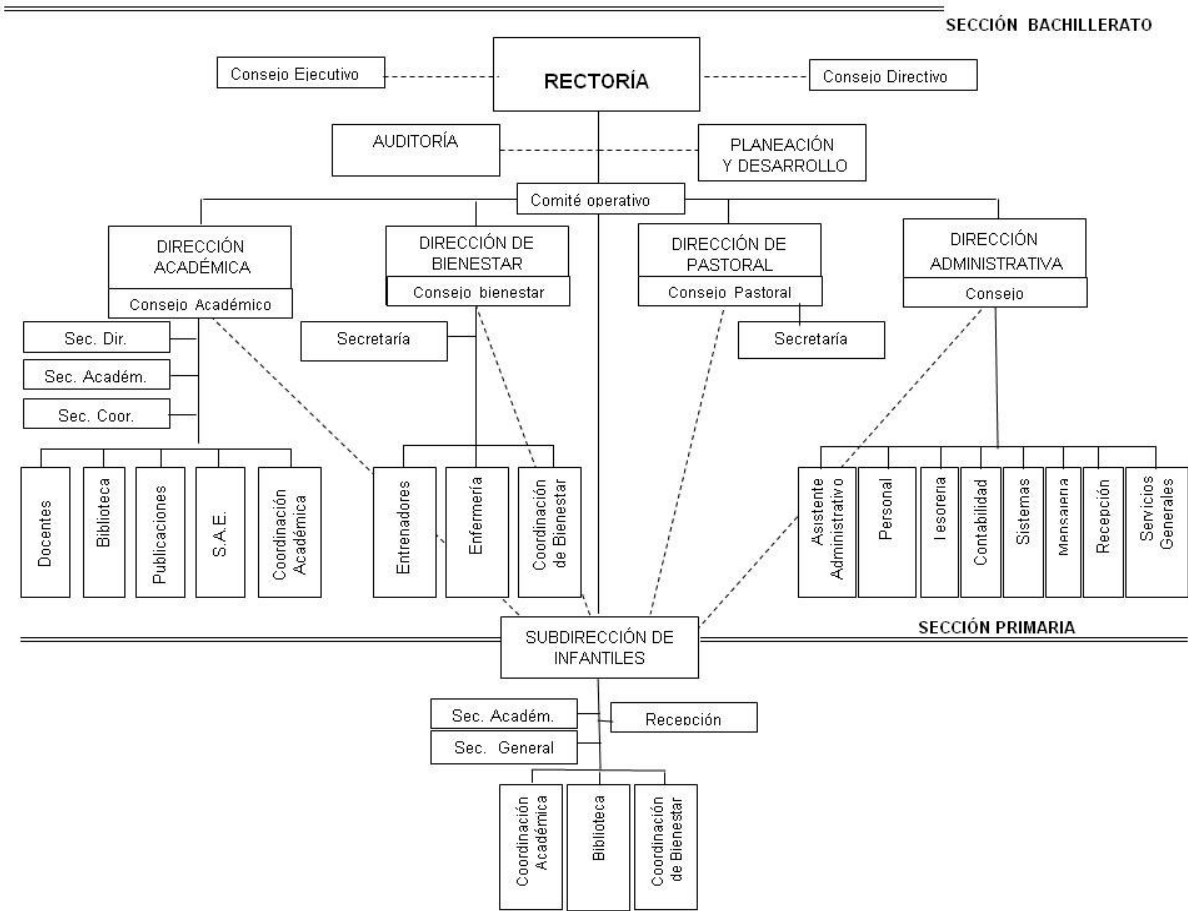 SECCIÓN BACHILLERATO
Consejo Ejecutivo
RECTORÍA
Consejo Directivo
AUDITORÍA
PLANEACIÓN
Y DESARROLLO
Comité operativo
DIRECCIÓN
ACADÉMICA
Consejo Académico
DIRECCIÓN DE
BIENESTAR
Consejo bienestar
DIRECCIÓN DE
PASTORAL
Consejo Pastoral
DIRECCIÓN
ADMINISTRATIVA
Consejo
Sec. Dir.
Sec. Académ.
Sec. Coor.
Secretaría
Secretaría
Docentes
Biblioteca
Publicaciones
S.A.E.
Coordinación
Académica
Entrenadores
Enfermería
Coordinación
de Bienestar
Asistente
Administrativo
Personal
Tesorería
Contabilidad
Sistemas
Mensajería
Recepción
Servicios
Generales
SECCIÓN PRIMARIA
SUBDIRECCIÓN DE
INFANTILES
Sec. Académ.
Recepción
Sec. General
Coordinación
Académica
Biblioteca
Coordinación
de Bienestar